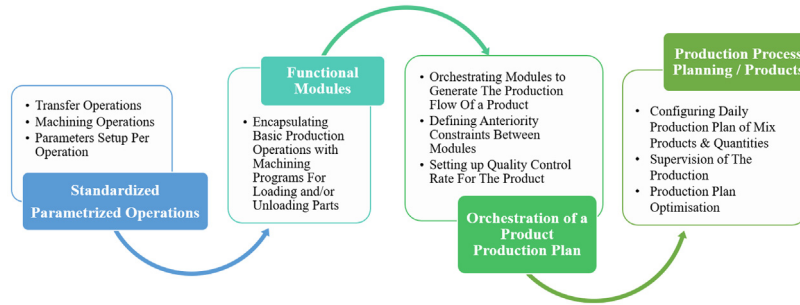 • Transfer Operations
• Machining Operations
• Parameters Setup Per
Operation
Standardized
Parametrized Operations
Functional
Modules
• Encapsulating
Basic Production
Operations with
Machining
Programs For
Loading and/or
Unloading Parts
• Orchestrating Modules to
Generate The Production
Flow Of a Product
• Defining Anteriority
Constraints Between
Modules
• Setting up Quality Control
Rate For The Product
Orchestration of a
Product
Production Plan
Production Process
Planning / Products
• Configuring Daily
Production Plan of Mix
Products & Quantities
• Supervision of The
Production
• Production Plan
Optimisation